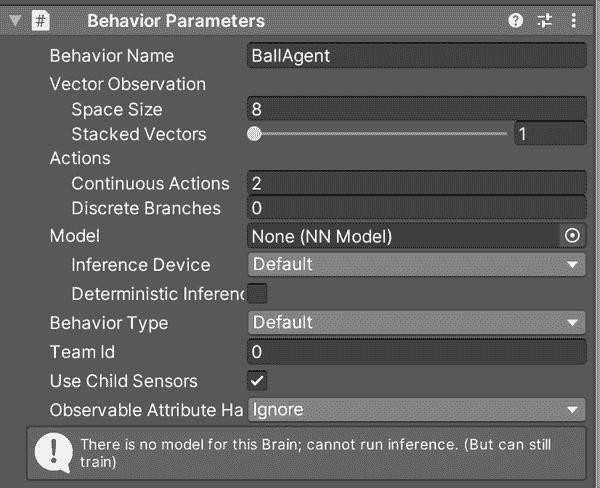 # Behavior Parameters
Behavior Name BallAgent
Vector Observation
Space Size 8
Stacked Vectors 1
Actions
Continuous Actions 2
Discrete Branches 0
Model None (NN Model)
Inference Device Default
Deterministic Inferenc
Behavior Type Default
Team Id 0
Use Child Sensors
Observable Attribute Ha Ignore
There is no model for this Brain; cannot run inference. (But can still
train)